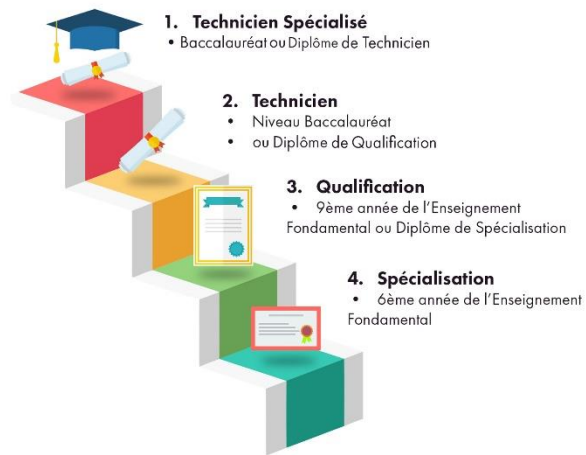 1. Technicien Spécialisé
• Baccalauréat ou Diplôme de Technicien
2. Technicien
• Niveau Baccalauréat
• ou Diplôme de Qualification
3. Qualification
• 9ème année de l'Enseignement
Fondamental ou Diplôme de Spécialisation
4. Spécialisation
• 6ème année de l'Enseignement
Fondamental